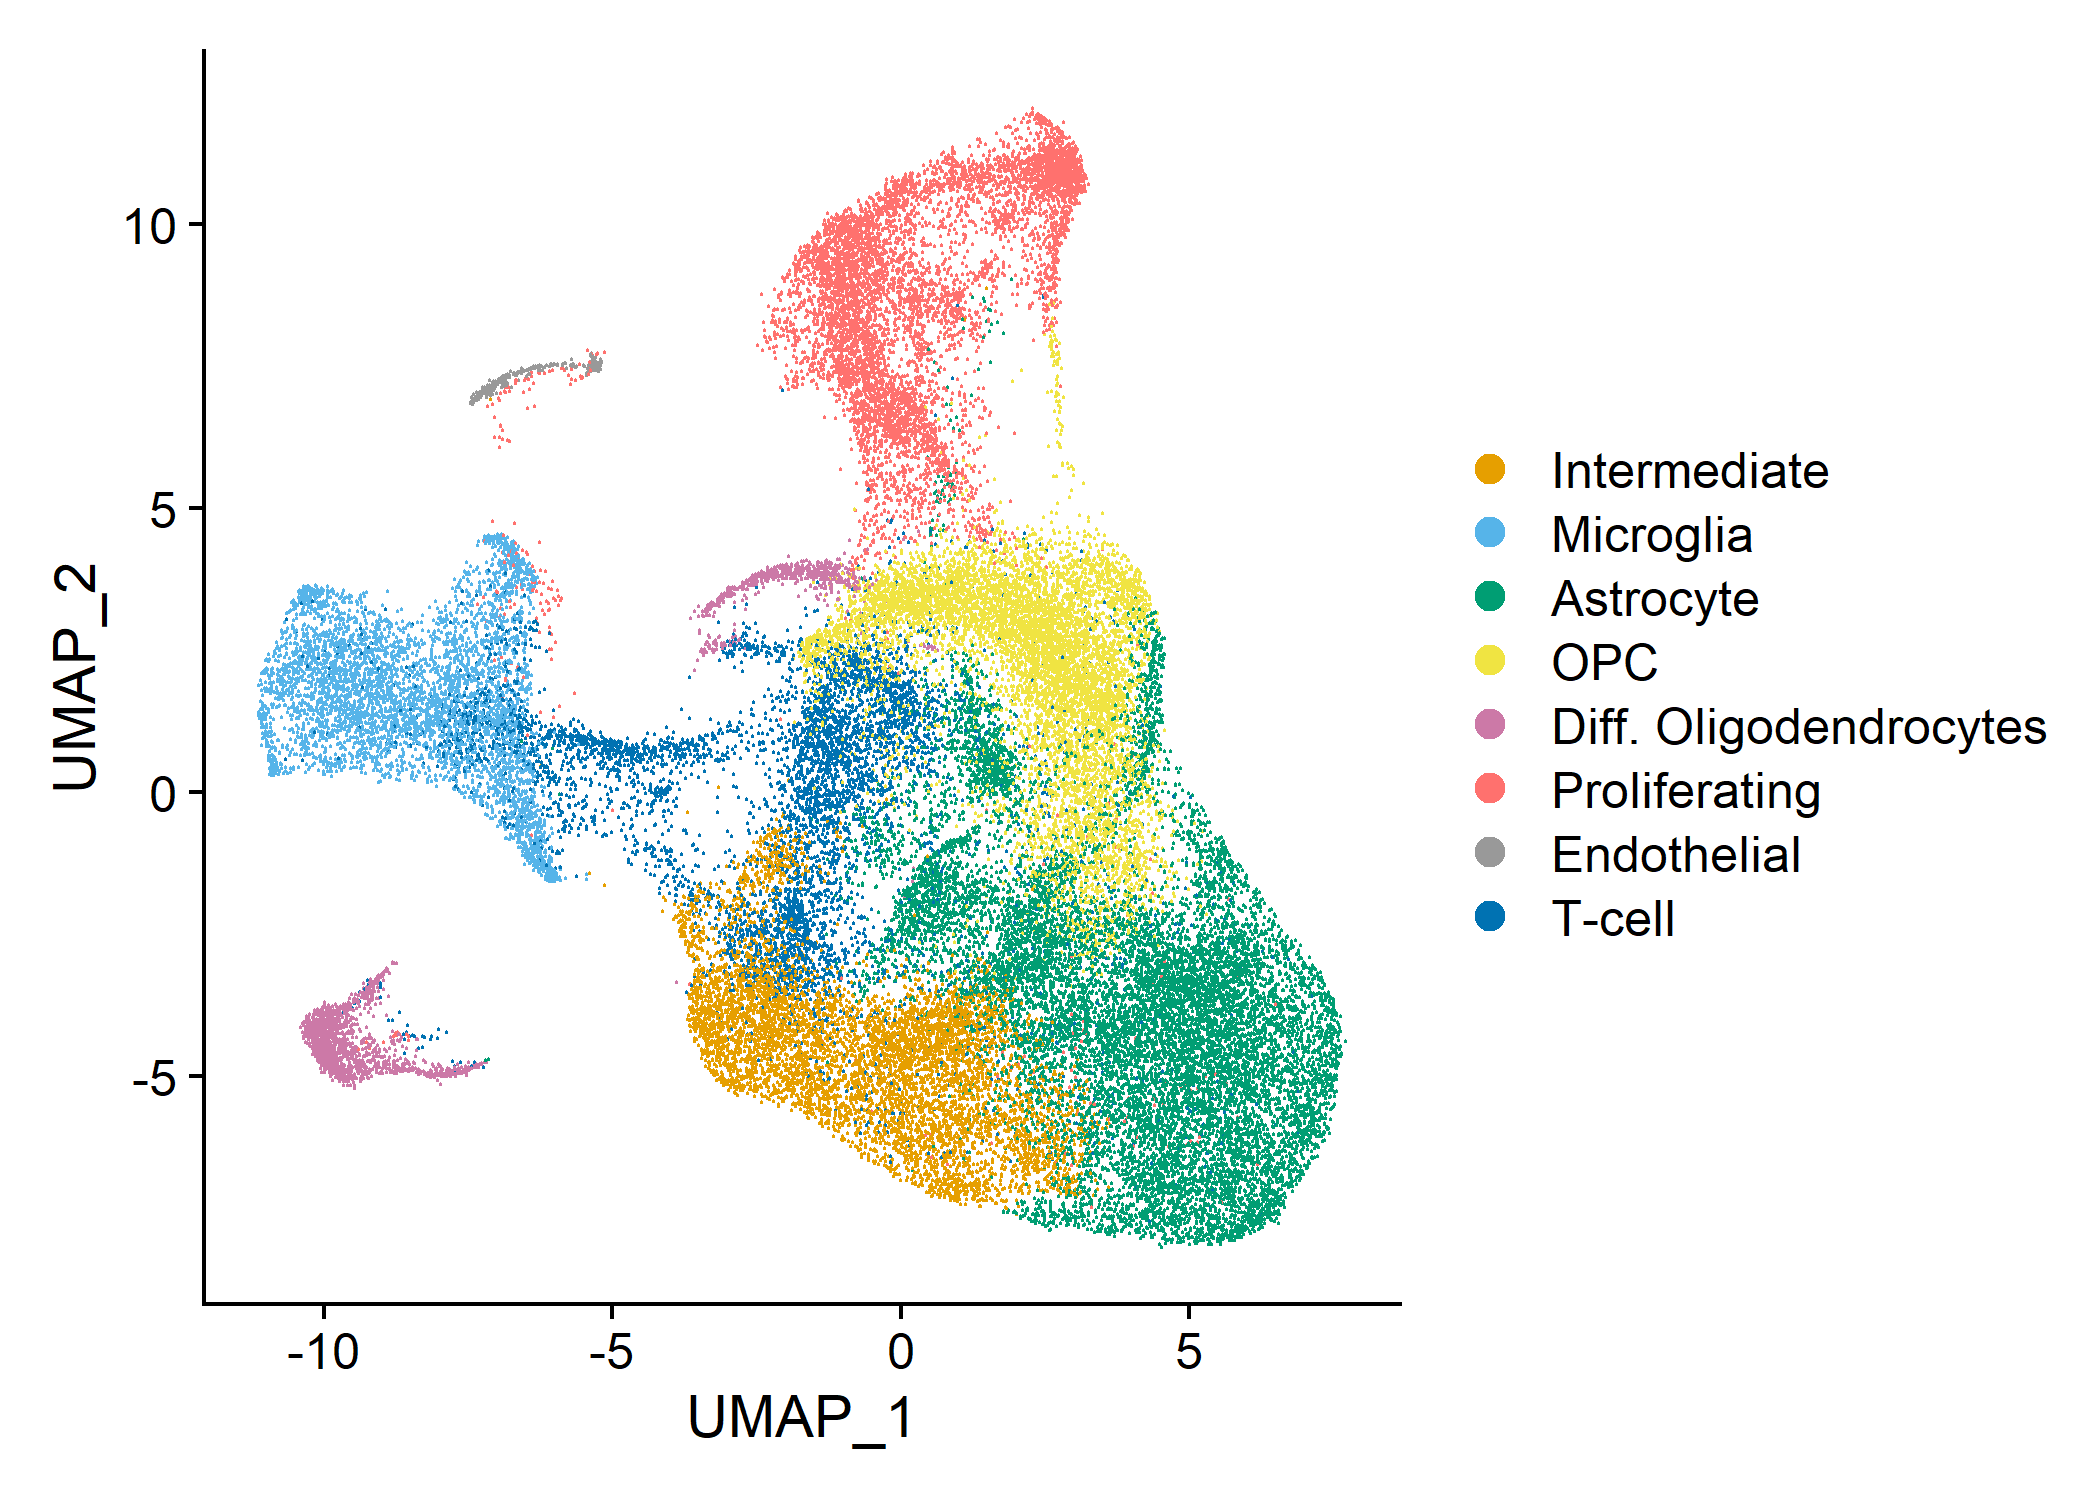 UMAP_2
10
5
0
-5
-10
-5
0
5
UMAP_1
Intermediate
Microglia
Astrocyte
OPC
Diff. Oligodendrocytes
Proliferating
Endothelial
T-cell